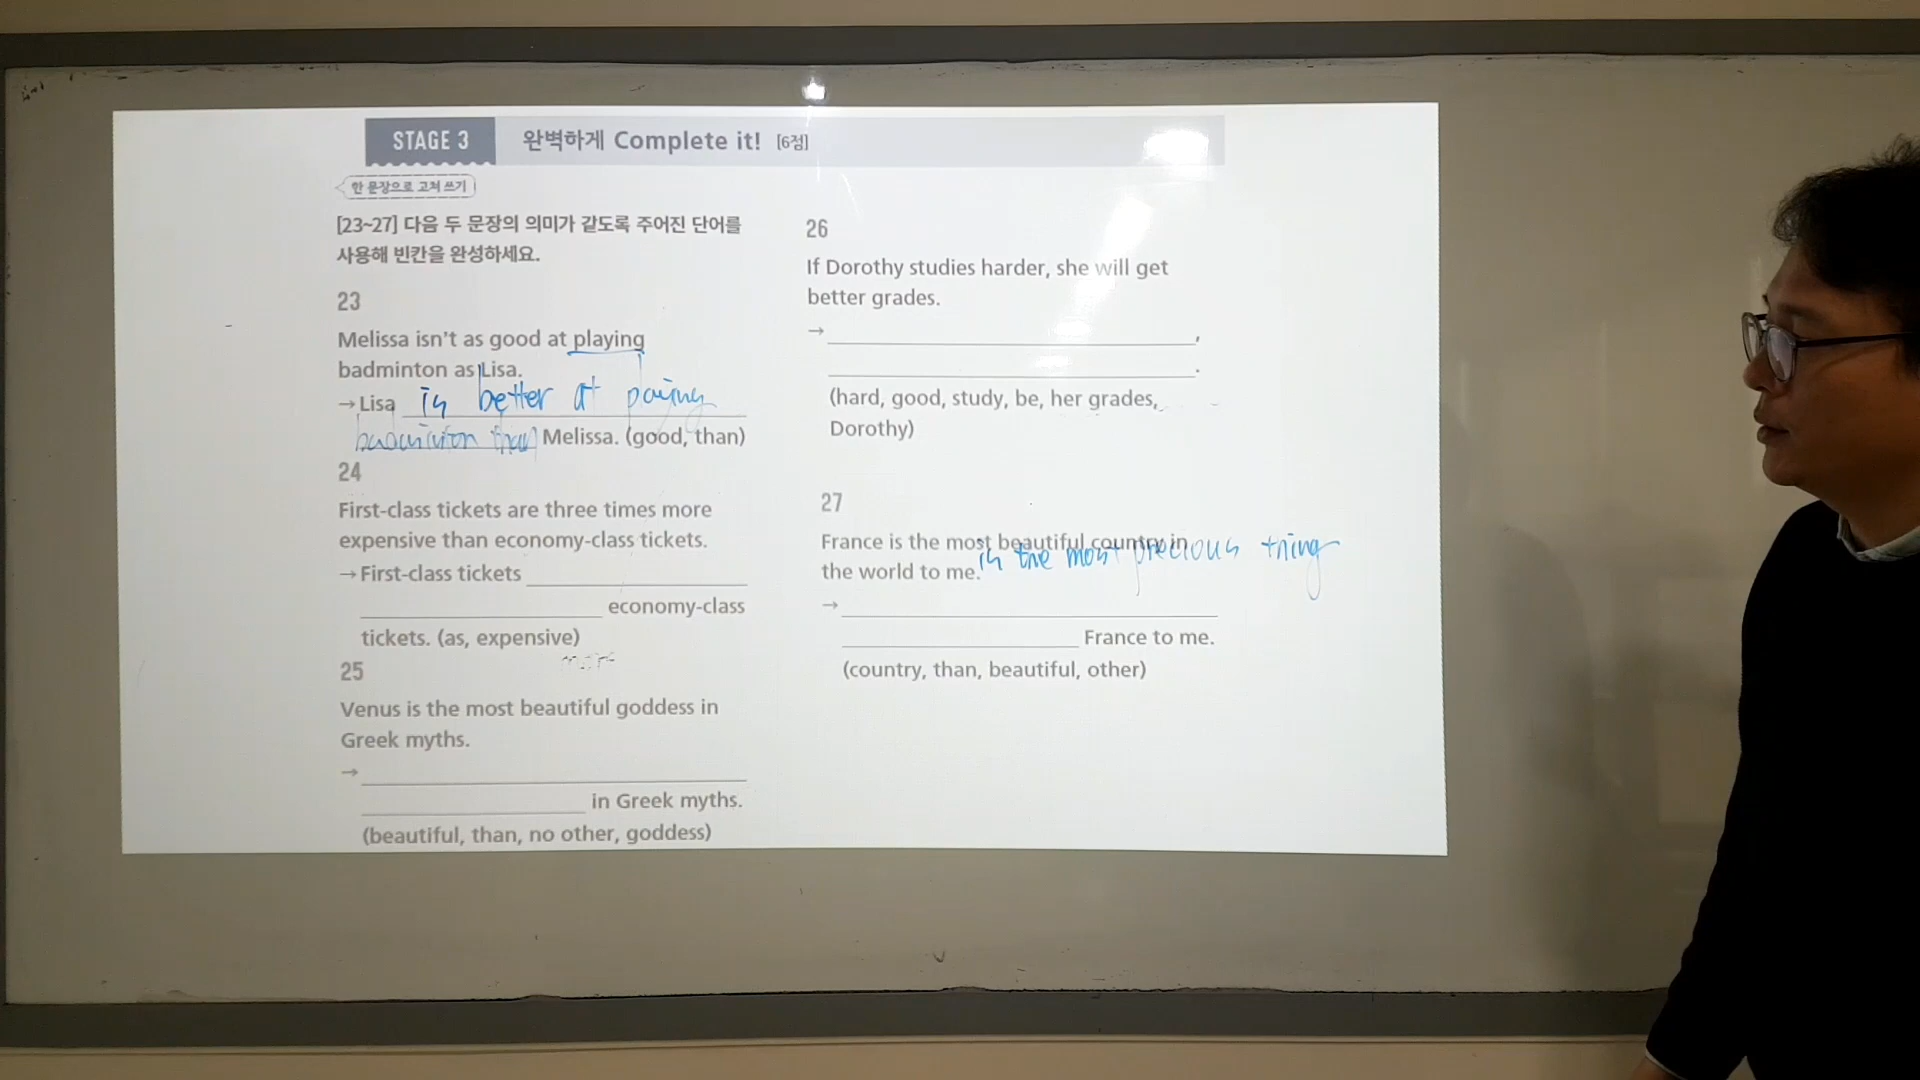 STAGE 3 완벽하게 Complete it! [6점]
한 문장으로 고쳐 쓰기
[23~27] 다음 두 문장의 의미가 같도록 주어진 단어를
사용해 빈칸을 완성하세요.
23
Melissa isn't as good at playing
badminton as Lisa.
→ Lisa is better at paying
badminton than Melissa. (good, than)
24
First-class tickets are three times more
expensive than economy-class tickets.
→ First-class tickets
economy-class
tickets. (as, expensive)
25
Venus is the most beautiful goddess in
Greek myths.
→
in Greek myths.
(beautiful, than, no other, goddess)
26
If Dorothy studies harder, she will get
better grades.
→ ,
.
(hard, good, study, be, her grades,
Dorothy)
27
France is the most beautiful country in
is the most precious thing
the world to me.
→
France to me.
(country, than, beautiful, other)